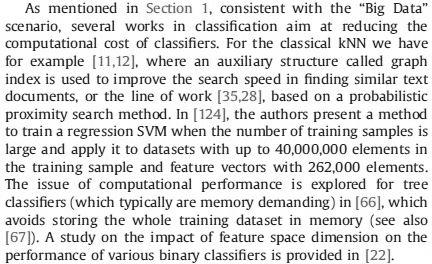 As mentioned in Section 1, consistent with the “Big Data”
scenario, several works in classification aim at reducing the
computational cost of classifiers. For the classical kNN we have
for example [11,12], where an auxiliary structure called graph
index is used to improve the search speed in finding similar text
documents, or the line of work [35,28], based on a probabilistic
proximity search method. In [124], the authors present a method
to train a regression SVM when the number of training samples is
large and apply it to datasets with up to 40,000,000 elements in
the training sample and feature vectors with 262,000 elements.
The issue of computational performance is explored for tree
classifiers (which typically are memory demanding) in [66], which
avoids storing the whole training dataset in memory (see also
[67]). A study on the impact of feature space dimension on the
performance of various binary classifiers is provided in [22].